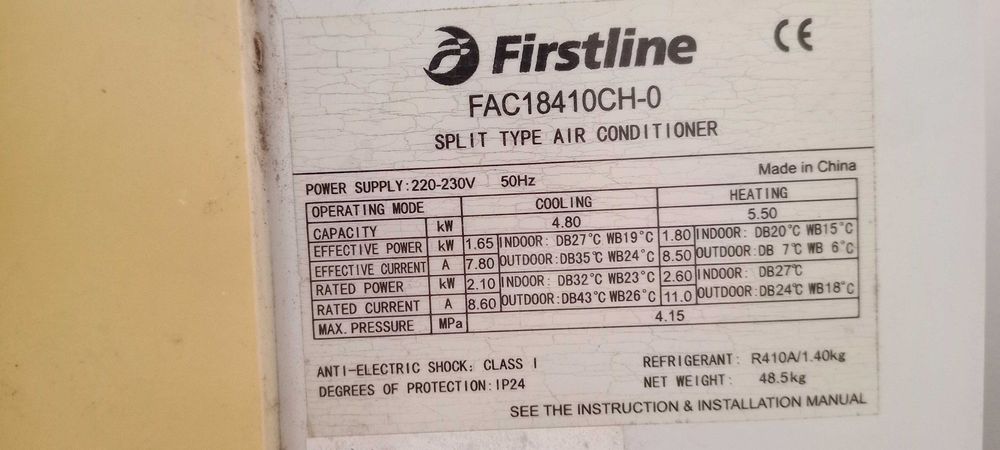 Firstline CE
FAC18410CH-0
SPLIT TYPE AIR CONDITIONER
Made in China
POWER SUPPLY:220-230V 50Hz
OPERATING MODE COOLING HEATING
CAPACITY kW 4.80 5.50
EFFECTIVE POWER kW 1.65 INDOOR: DB27°C WB19°C 1.80 INDOOR: DB20°C WB15°C
EFFECTIVE CURRENT A 7.80 OUTDOOR:DB35°C WB24°C 8.50 OUTDOOR:DB 7℃ WB 6°C
RATED POWER kW 2.10 INDOOR: DB32°C WB23°C 2.60 INDOOR:DB27℃
RATED CURRENT A 8.60 OUTDOOR:DB43°C WB26°C 11.0 OUTDOOR:DB24℃ WB18°C
MAX. PRESSURE MPa 4.15
ANTI-ELECTRIC SHOCK: CLASS I REFRIGERANT: R410A/1.40kg
DEGREES OF PROTECTION:IP24 NET WEIGHT: 48.5kg
SEE THE INSTRUCTION & INSTALLATION MANUAL